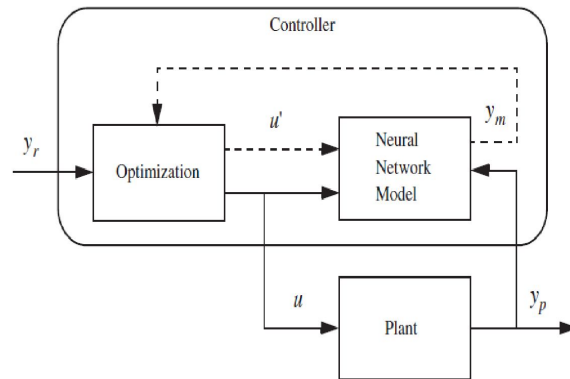 Controller
u'
y_m
y_r
Optimization
Neural
Network
Model
u
Plant
y_p